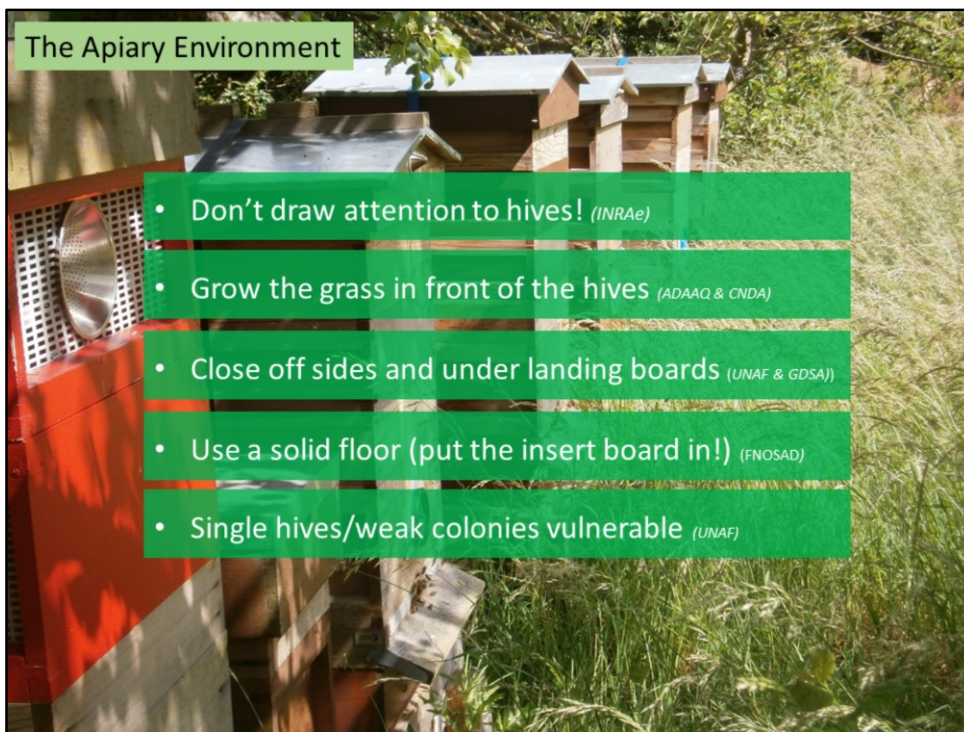 The Apiary Environment
• Don’t draw attention to hives! (INRAe)
• Grow the grass in front of the hives (ADAAQ & CNDA)
• Close off sides and under landing boards (UNAF & GDSA))
• Use a solid floor (put the insert board in!) (FNOSAD)
• Single hives/weak colonies vulnerable (UNAF)